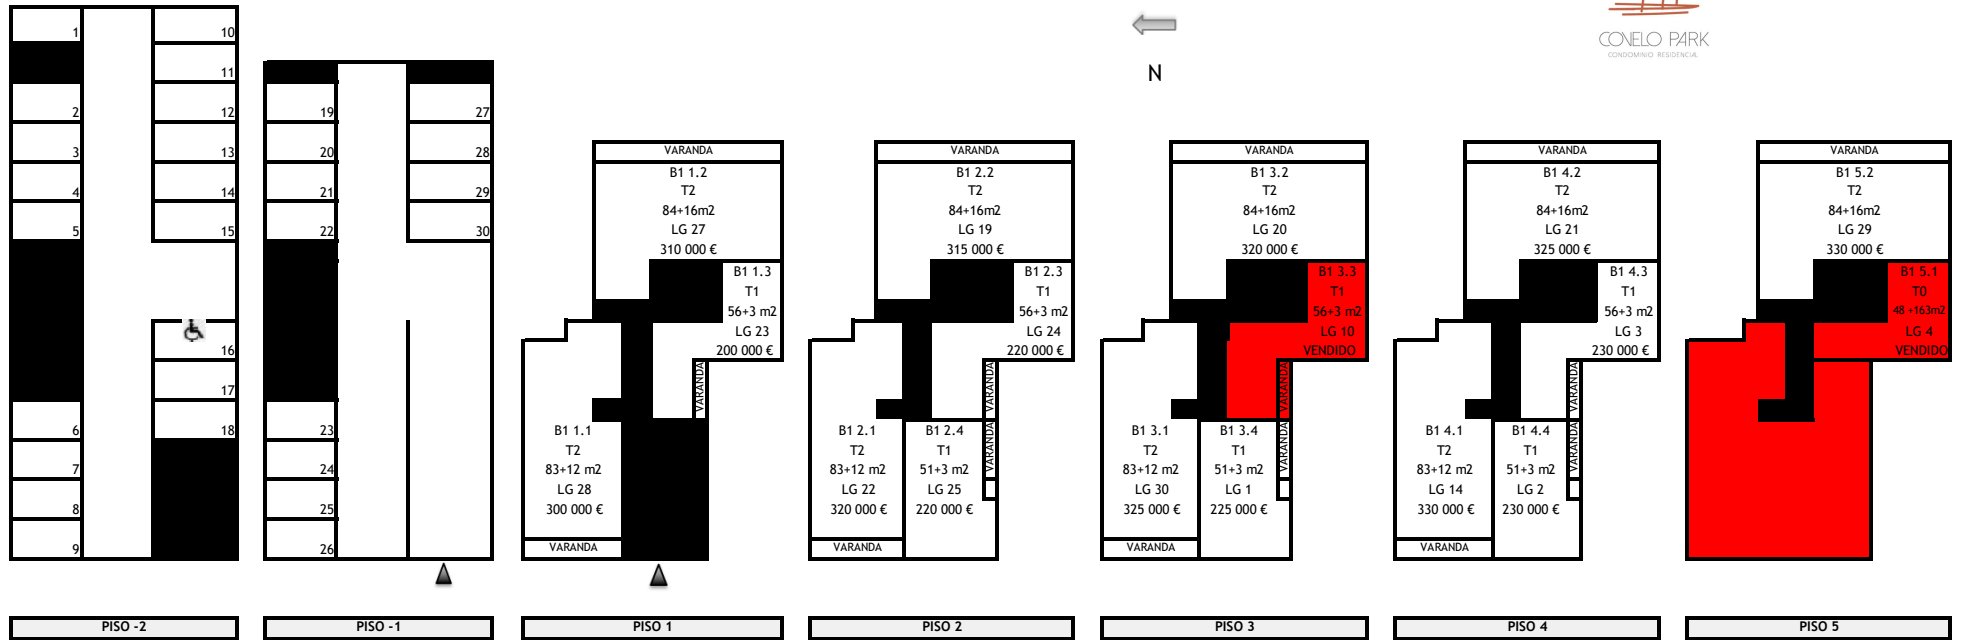 CONELO PARK
CONDOMINIO RESIDENCIAL
N
1
2
3
4
5
6
7
8
9
10
11
12
13
14
15
16
17
18
PISO -2
19
20
21
22
23
24
25
26
27
28
29
30
PISO -1
VARANDA
B1 1.2
T2
84+16m2
LG 27
310 000 €
B1 1.3
T1
56+3 m2
LG 23
200 000 €
VARANDA
B1 1.1
T2
83+12 m2
LG 28
300 000 €
VARANDA
PISO 1
VARANDA
B1 2.2
T2
84+16m2
LG 19
315 000 €
B1 2.3
T1
56+3 m2
LG 24
220 000 €
VARANDA
B1 2.1
T2
83+12 m2
LG 22
320 000 €
VARANDA
B1 2.4
T1
51+3 m2
LG 25
220 000 €
VARANDA
PISO 2
VARANDA
B1 3.2
T2
84+16m2
LG 20
320 000 €
B1 3.3
T1
56+3 m2
LG 10
VENDIDO
VARANDA
B1 3.1
T2
83+12 m2
LG 30
325 000 €
VARANDA
B1 3.4
T1
51+3 m2
LG 1
225 000 €
VARANDA
PISO 3
VARANDA
B1 4.2
T2
84+16m2
LG 21
325 000 €
B1 4.3
T1
56+3 m2
LG 3
230 000 €
VARANDA
B1 4.1
T2
83+12 m2
LG 14
330 000 €
VARANDA
B1 4.4
T1
51+3 m2
LG 2
230 000 €
VARANDA
PISO 4
VARANDA
B1 5.2
T2
84+16m2
LG 29
330 000 €
B1 5.1
T0
48 +163m2
LG 4
VENDIDO
PISO 5